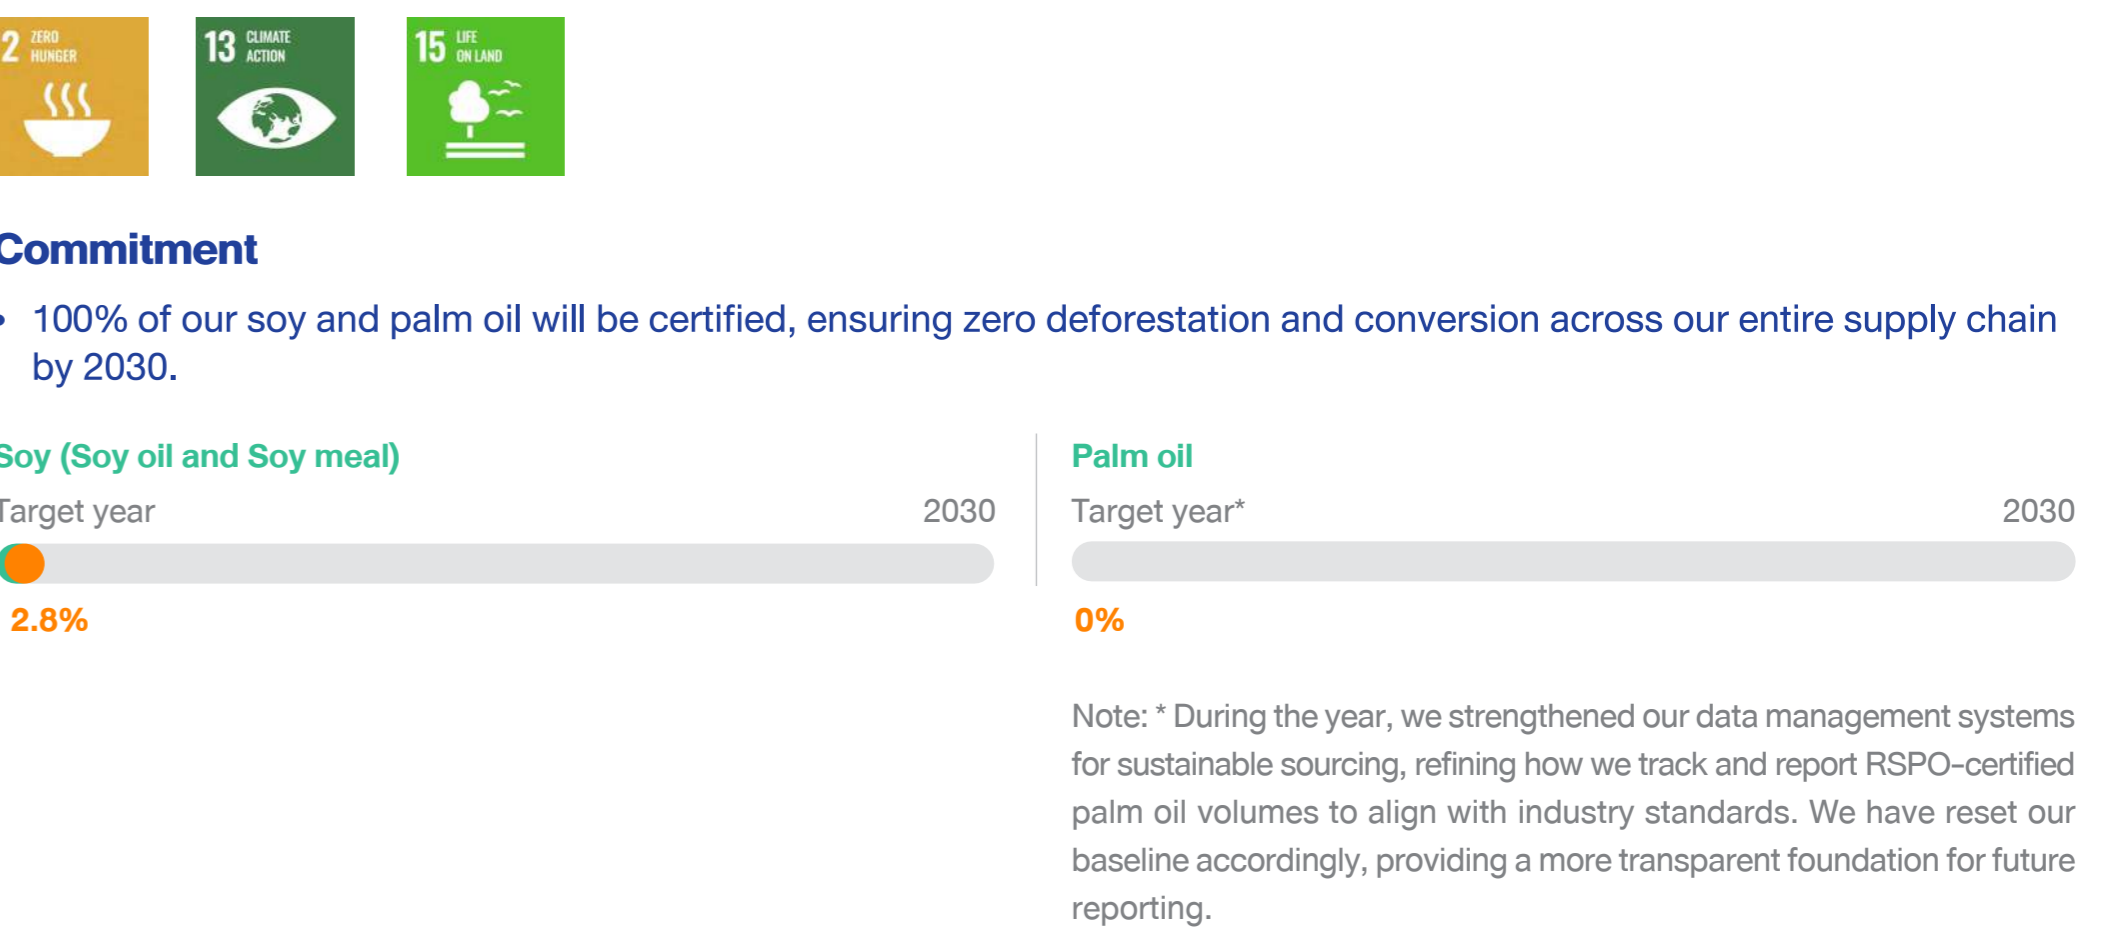 2 ZERO
HUNGER
13 CLIMATE
ACTION
15 LIFE
ON LAND
Commitment
• 100% of our soy and palm oil will be certified, ensuring zero deforestation and conversion across our entire supply chain
by 2030.
Soy (Soy oil and Soy meal)
Target year 2030
2.8%
Palm oil
Target year* 2030
0%
Note: * During the year, we strengthened our data management systems
for sustainable sourcing, refining how we track and report RSPO-certified
palm oil volumes to align with industry standards. We have reset our
baseline accordingly, providing a more transparent foundation for future
reporting.